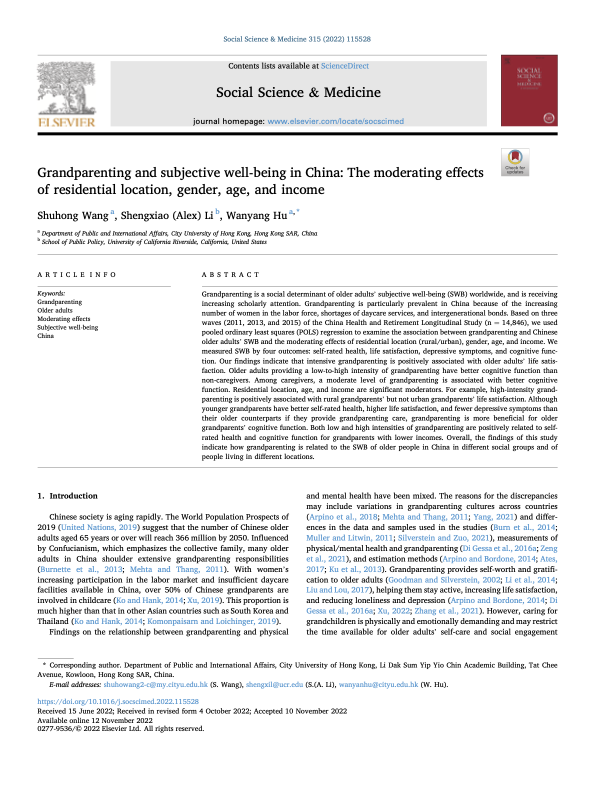 Social Science & Medicine 315 (2022) 115528
Contents lists available at ScienceDirect
Social Science & Medicine
journal homepage: www.elsevier.com/locate/socscimed
ELSEVIER
SOCIAL
SCIENCE
&
MEDICINE
Check for
updates
Grandparenting and subjective well-being in China: The moderating effects
of residential location, gender, age, and income
Shuhong Wang a, Shengxiao (Alex) Li b, Wanyang Hu a,*
a Department of Public and International Affairs, City University of Hong Kong, Hong Kong SAR, China
b School of Public Policy, University of California Riverside, California, United States
ARTICLE INFO
Keywords:
Grandparenting
Older adults
Moderating effects
Subjective well-being
China
ABSTRACT
Grandparenting is a social determinant of older adults' subjective well-being (SWB) worldwide, and is receiving
increasing scholarly attention. Grandparenting is particularly prevalent in China because of the increasing
number of women in the labor force, shortages of daycare services, and intergenerational bonds. Based on three
waves (2011, 2013, and 2015) of the China Health and Retirement Longitudinal Study (n = 14,846), we used
pooled ordinary least squares (POLS) regression to examine the association between grandparenting and Chinese
older adults' SWB and the moderating effects of residential location (rural/urban), gender, age, and income. We
measured SWB by four outcomes: self-rated health, life satisfaction, depressive symptoms, and cognitive func-
tion. Our findings indicate that intensive grandparenting is positively associated with older adults' life satis-
faction. Older adults providing a low-to-high intensity of grandparenting have better cognitive function than
non-caregivers. Among caregivers, a moderate level of grandparenting is associated with better cognitive
function. Residential location, age, and income are significant moderators. For example, high-intensity grand-
parenting is positively associated with rural grandparents' but not urban grandparents' life satisfaction. Although
younger grandparents have better self-rated health, higher life satisfaction, and fewer depressive symptoms than
their older counterparts if they provide grandparenting care, grandparenting is more beneficial for older
grandparents' cognitive function. Both low and high intensities of grandparenting are positively related to self-
rated health and cognitive function for grandparents with lower incomes. Overall, the findings of this study
indicate how grandparenting is related to the SWB of older people in China in different social groups and of
people living in different locations.
1. Introduction
Chinese society is aging rapidly. The World Population Prospects of
2019 (United Nations, 2019) suggest that the number of Chinese older
adults aged 65 years or over will reach 366 million by 2050. Influenced
by Confucianism, which emphasizes the collective family, many older
adults in China shoulder extensive grandparenting responsibilities
(Burnette et al., 2013; Mehta and Thang, 2011). With women's
increasing participation in the labor market and insufficient daycare
facilities available in China, over 50% of Chinese grandparents are
involved in childcare (Ko and Hank, 2014; Xu, 2019). This proportion is
much higher than that in other Asian countries such as South Korea and
Thailand (Ko and Hank, 2014; Komonpaisarn and Loichinger, 2019).
Findings on the relationship between grandparenting and physical
and mental health have been mixed. The reasons for the discrepancies
may include variations in grandparenting cultures across countries
(Arpino et al., 2018; Mehta and Thang, 2011; Yang, 2021) and differ-
ences in the data and samples used in the studies (Burn et al., 2014;
Muller and Litwin, 2011; Silverstein and Zuo, 2021), measurements of
physical/mental health and grandparenting (Di Gessa et al., 2016a; Zeng
et al., 2021), and estimation methods (Arpino and Bordone, 2014; Ates,
2017; Ku et al., 2013). Grandparenting provides self-worth and gratifi-
cation to older adults (Goodman and Silverstein, 2002; Li et al., 2014;
Liu and Lou, 2017), helping them stay active, increasing life satisfaction,
and reducing loneliness and depression (Arpino and Bordone, 2014; Di
Gessa et al., 2016a; Xu, 2022; Zhang et al., 2021). However, caring for
grandchildren is physically and emotionally demanding and may restrict
the time available for older adults' self-care and social engagement
* Corresponding author. Department of Public and International Affairs, City University of Hong Kong, Li Dak Sum Yip Yio Chin Academic Building, Tat Chee
Avenue, Kowloon, Hong Kong SAR, China.
E-mail addresses: shuhowang2-c@my.cityu.edu.hk (S. Wang), shengxil@ucr.edu (S.(A. Li), wanyanhu@cityu.edu.hk (W. Hu).
https://doi.org/10.1016/j.socscimed.2022.115528
Received 15 June 2022; Received in revised form 4 October 2022; Accepted 10 November 2022
Available online 12 November 2022
0277-9536/© 2022 Elsevier Ltd. All rights reserved.